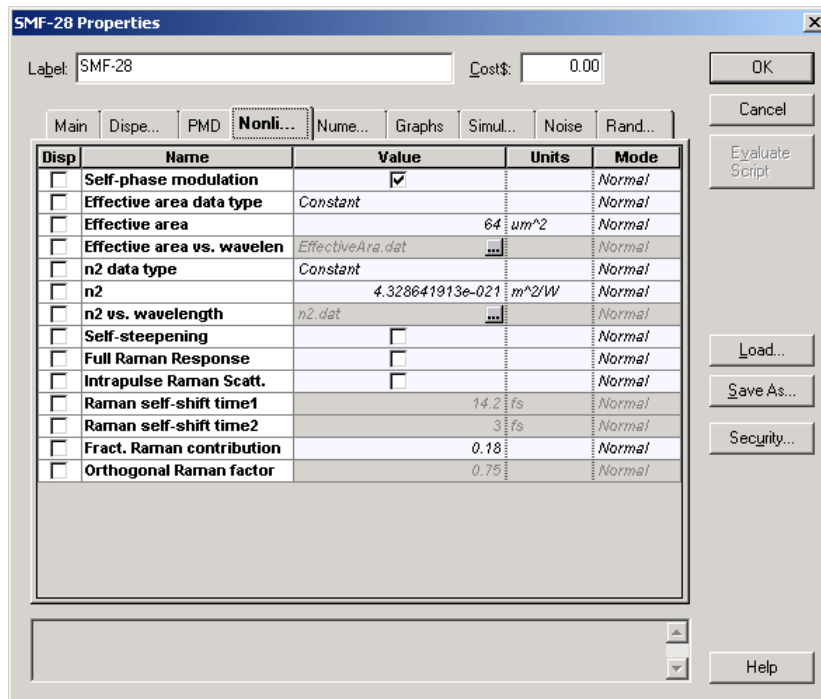 SMF-28 Properties
Label: SMF-28 Cost$: 0.00 OK
Cancel
Evaluate Script
Main Dispe... PMD Nonli... Nume... Graphs Simul... Noise Rand...
Disp Name Value Units Mode
Self-phase modulation Normal
Effective area data type Constant Normal
Effective area 64 um^2 Normal
Effective area vs. wavelen EffectiveAra.dat ... Normal
n2 data type Constant Normal
n2 4.328641913e-021 m^2/W Normal
n2 vs. wavelength n2.dat ... Normal
Self-steepening Normal
Full Raman Response Normal
Intrapulse Raman Scatt. Normal
Raman self-shift time1 14.2 fs Normal
Raman self-shift time2 3 fs Normal
Fract. Raman contribution 0.18 Normal
Orthogonal Raman factor 0.75 Normal
Load...
Save As...
Security...
Help